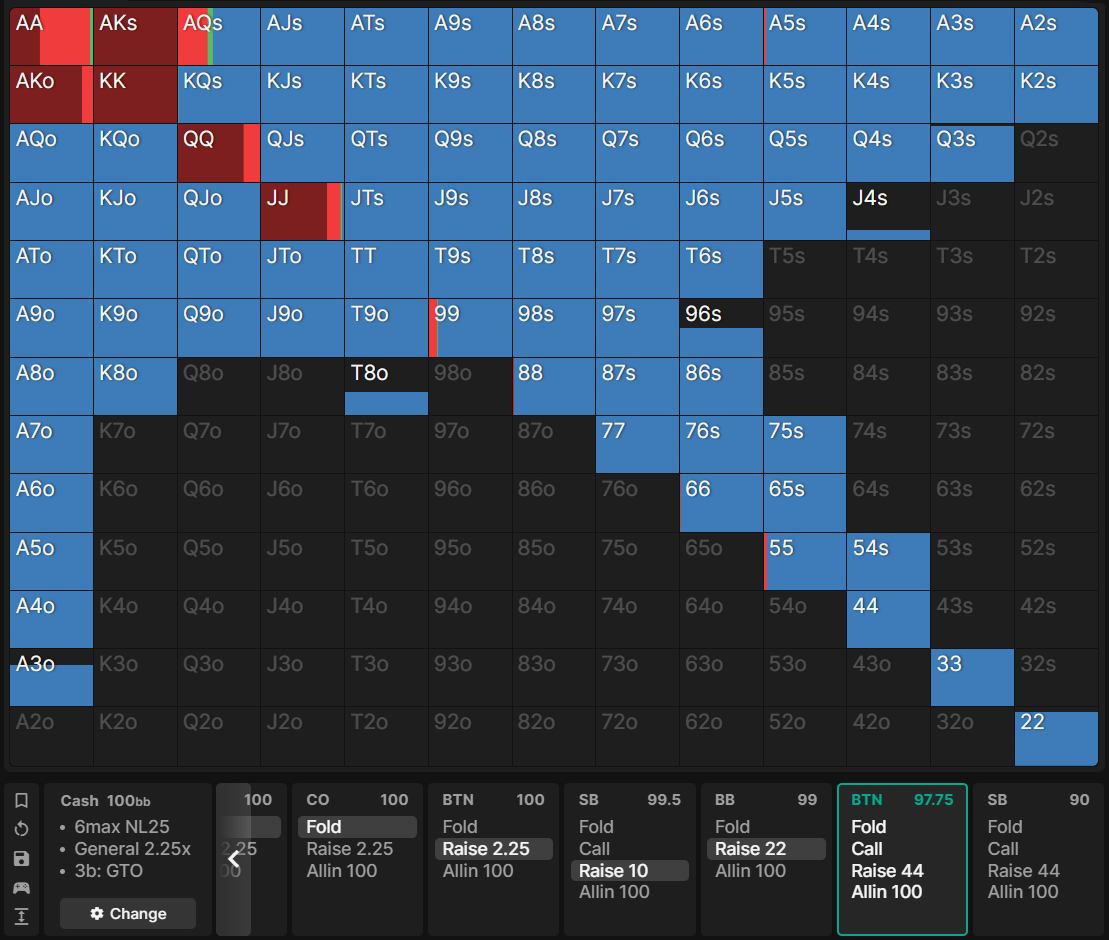 AA AKs AQs AJs ATs A9s A8s A7s A6s A5s A4s A3s A2s
AKo KK KQs KJs KTs K9s K8s K7s K6s K5s K4s K3s K2s
AQo KQo QQ QJs QTs Q9s Q8s Q7s Q6s Q5s Q4s Q3s Q2s
AJo KJo QJo JJ JTs J9s J8s J7s J6s J5s J4s J3s J2s
ATo KTo QTo JTo TT T9s T8s T7s T6s T5s T4s T3s T2s
A9o K9o Q9o J9o T9o 99 98s 97s 96s 95s 94s 93s 92s
A8o K8o Q8o J8o T8o 98o 88 87s 86s 85s 84s 83s 82s
A7o K7o Q7o J7o T7o 97o 87o 77 76s 75s 74s 73s 72s
A6o K6o Q6o J6o T6o 96o 86o 76o 66 65s 64s 63s 62s
A5o K5o Q5o J5o T5o 95o 85o 75o 65o 55 54s 53s 52s
A4o K4o Q4o J4o T4o 94o 84o 74o 64o 54o 44 43s 42s
A3o K3o Q3o J3o T3o 93o 83o 73o 63o 53o 43o 33 32s
A2o K2o Q2o J2o T2o 92o 82o 72o 62o 52o 42o 32o 22
Cash 100bb
• 6max NL25
• General 2.25x
• 3b: GTO
Change
100
2.25
00
CO 100
Fold
Raise 2.25
Allin 100
BTN 100
Fold
Raise 2.25
Allin 100
SB 99.5
Fold
Call
Raise 10
Allin 100
BB 99
Fold
Raise 22
Allin 100
BTN 97.75
Fold
Call
Raise 44
Allin 100
SB 90
Fold
Call
Raise 44
Allin 100